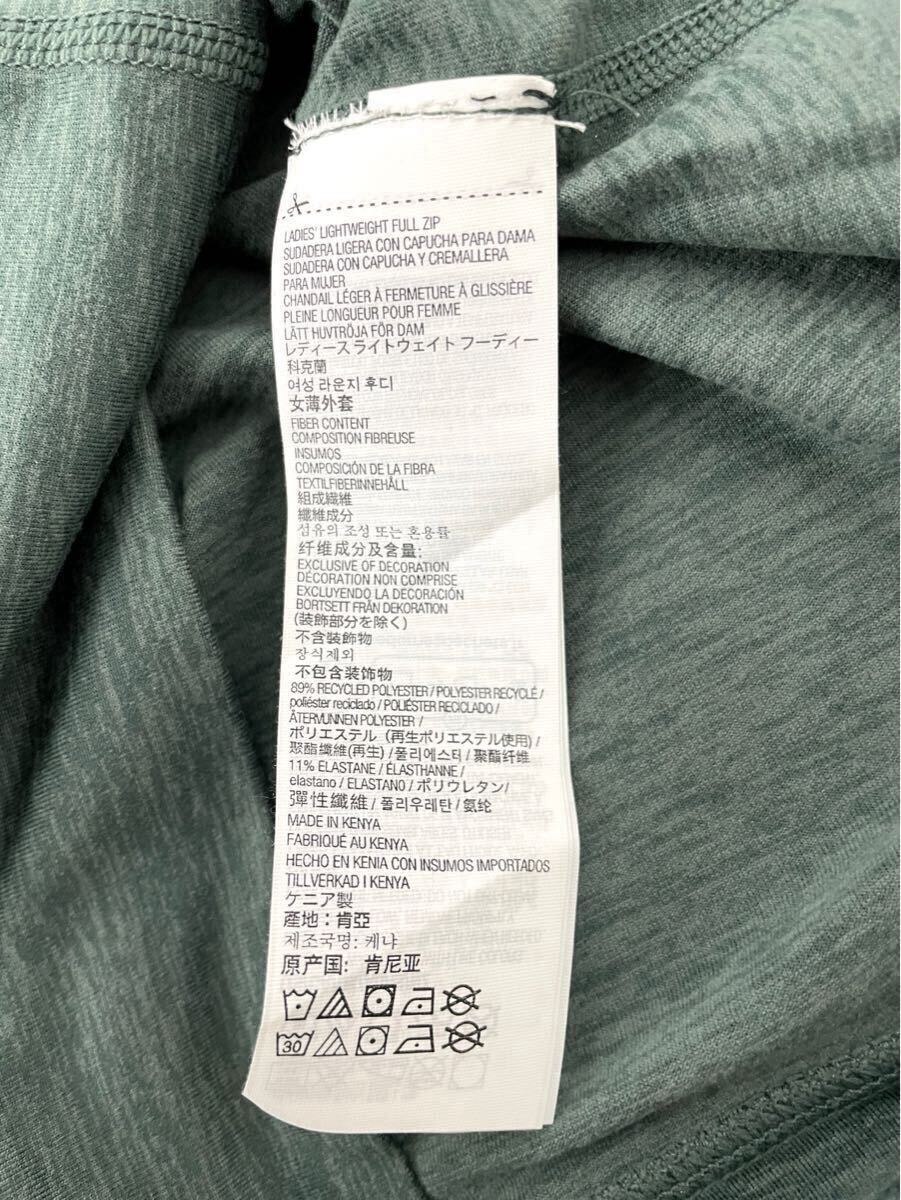 LADIES' LIGHTWEIGHT FULL ZIP
SUDADERA LIGERA CON CAPUCHA PARA DAMA
SUDADERA CON CAPUCHA Y CREMALLERA
PARA MUJER
CHANDAIL LÉGER À FERMETURE À GLISSIÈRE
PLEINE LONGUEUR POUR FEMME
LÄTT HUVTRÖJA FÖR DAM
レディースライトウェイト フーディー
科克蘭
여성 라운지 후디
女薄外套
FIBER CONTENT
COMPOSITION FIBREUSE
INSUMOS
COMPOSICIÓN DE LA FIBRA
TEXTILFIBERINNEHÅLL
組成繊維
纖維成分
섬유의 조성 또는 혼용률
纤维成分及含量:
EXCLUSIVE OF DECORATION
DÉCORATION NON COMPRISE
EXCLUYENDO LA DECORACIÓN
BORTSETT FRÅN DEKORATION
(装飾部分を除く)
不含裝飾物
장식제외
不包含装饰物
89% RECYCLED POLYESTER / POLYESTER RECYCLÉ /
poliéster reciclado / POLIÉSTER RECICLADO /
ÅTERVUNNEN POLYESTER /
ポリエステル (再生ポリエステル使用) /
聚酯纖維(再生) / 폴리에스터 / 聚酯纤维
11% ELASTANE / ÉLASTHANNE /
elastano / ELASTANO / ポリウレタン/
彈性纖維 / 폴리우레탄 / 氨纶
MADE IN KENYA
FABRIQUÉ AU KENYA
HECHO EN KENIA CON INSUMOS IMPORTADOS
TILLVERKAD I KENYA
ケニア製
產地：肯亞
제조국명: 케냐
原产国: 肯尼亚
30